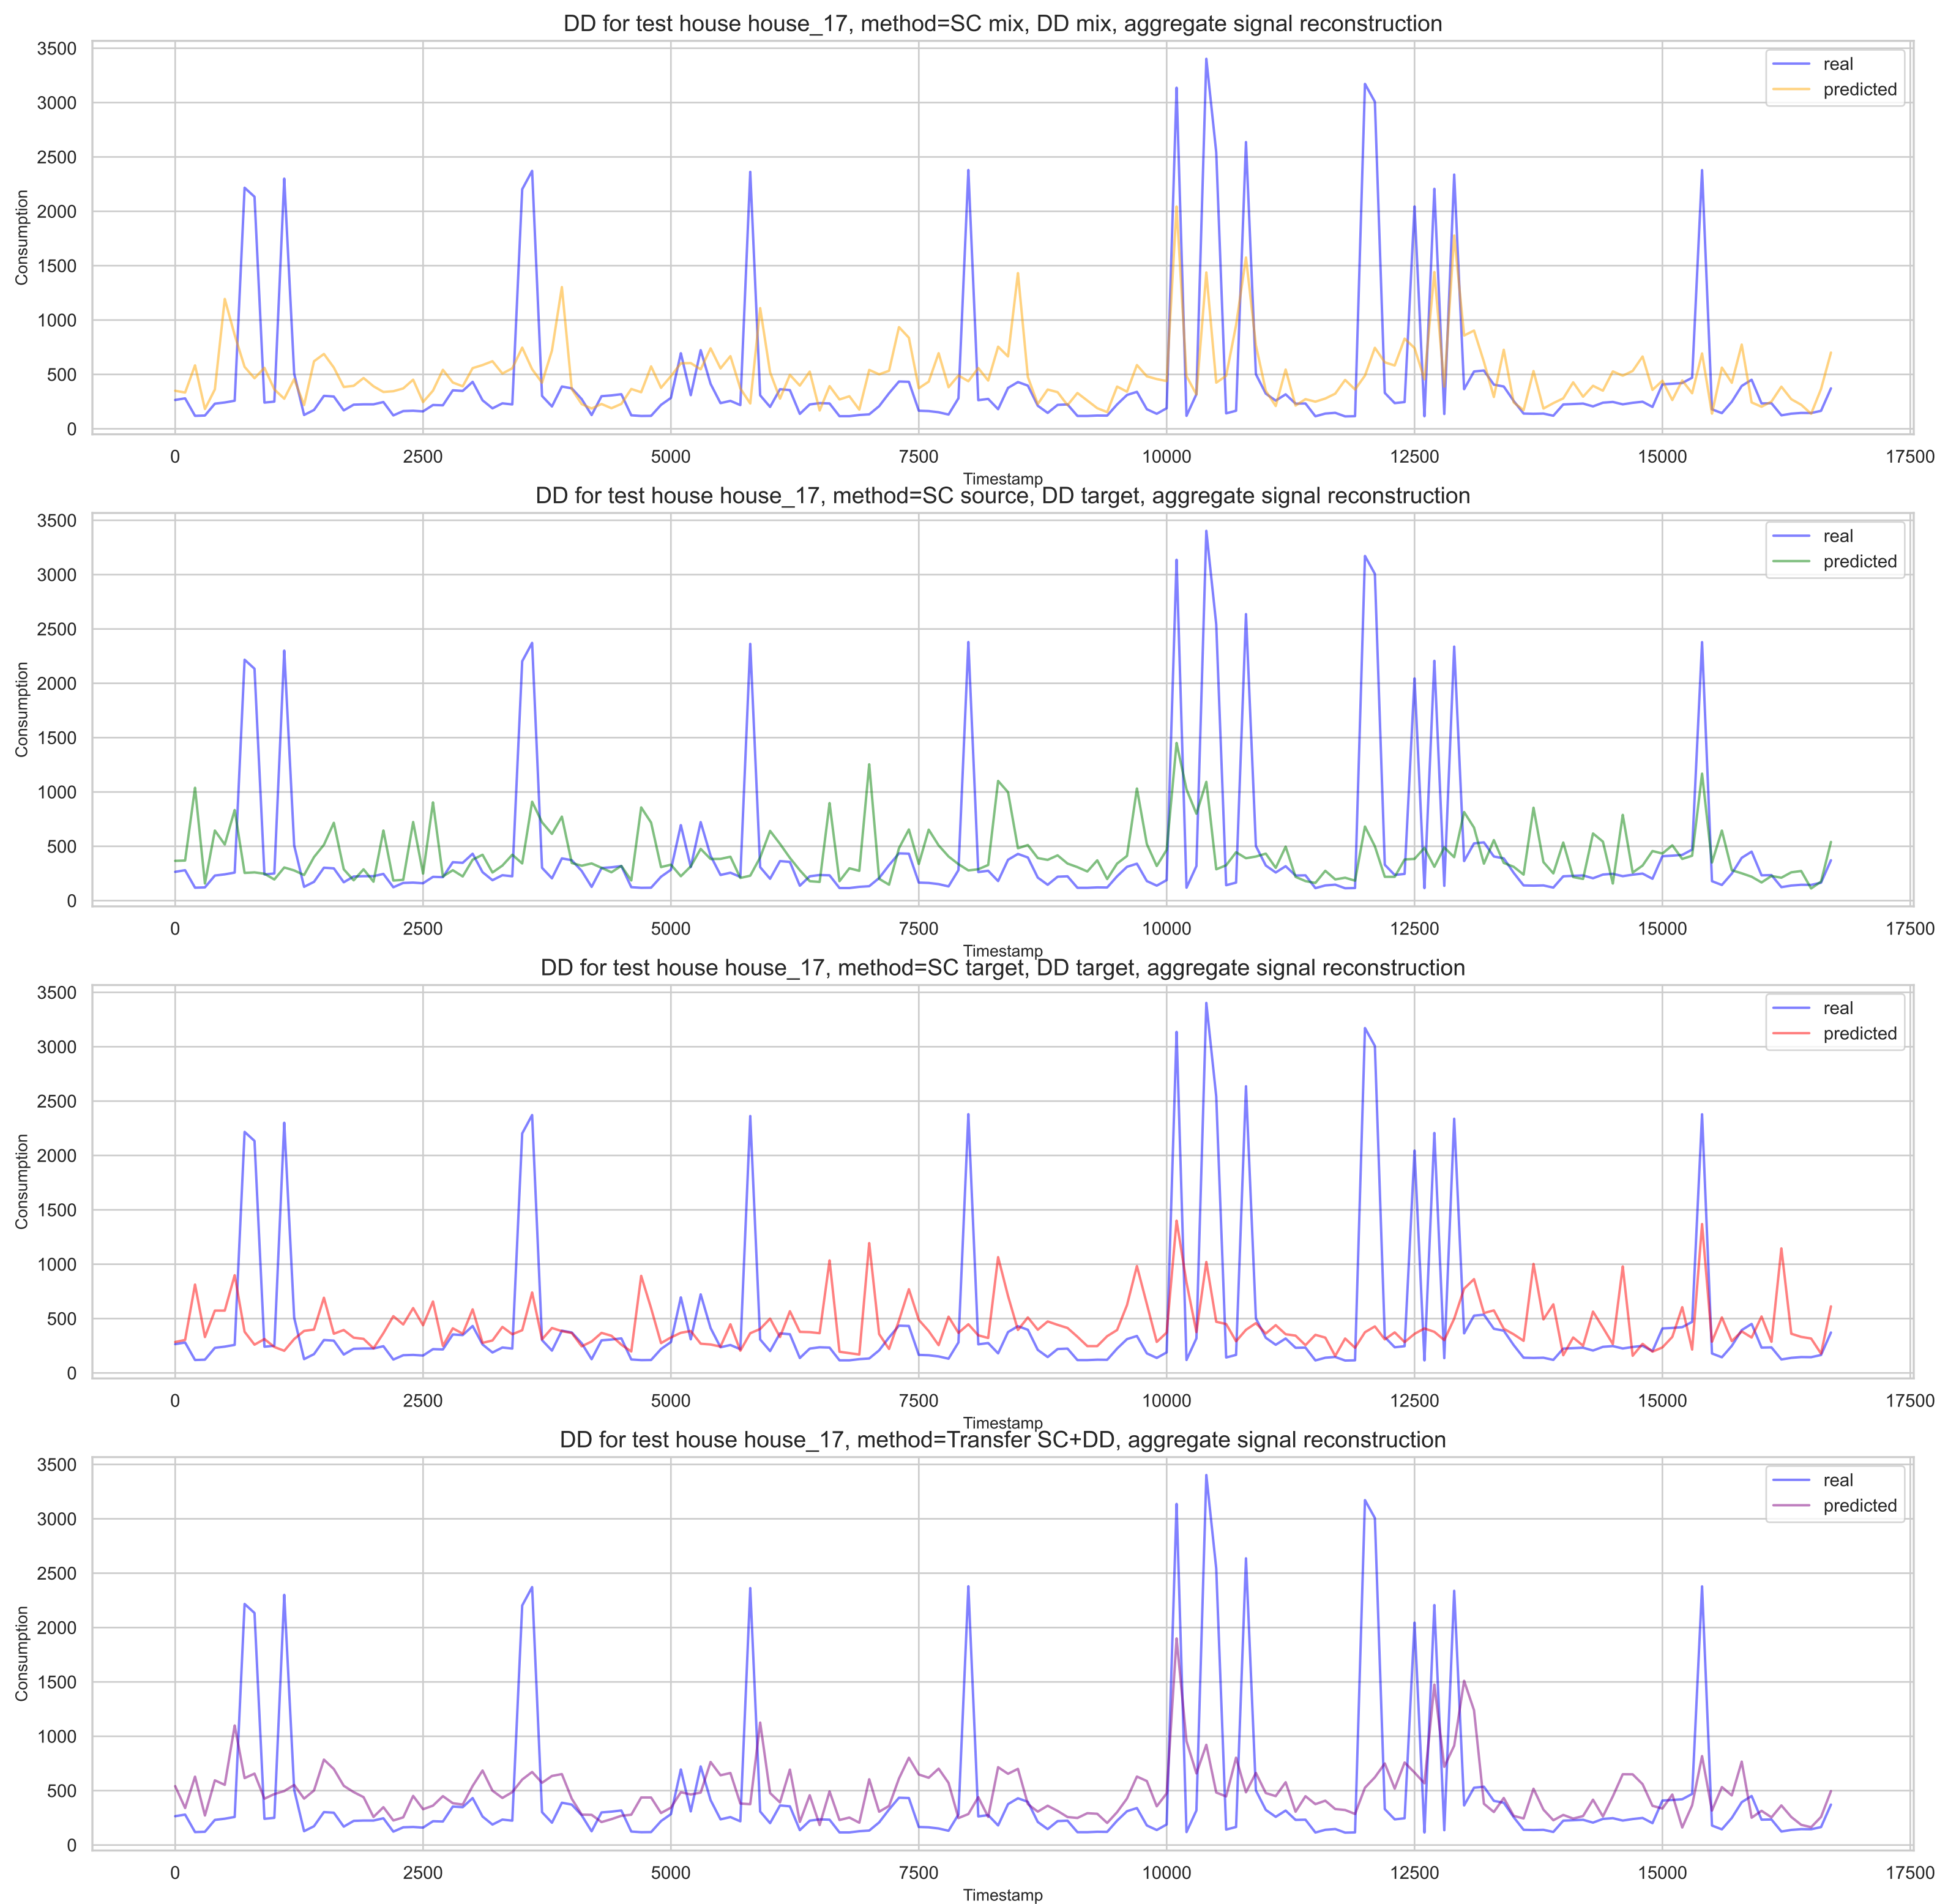 DD for test house house_17, method=SC mix, DD mix, aggregate signal reconstruction
3500
3000
2500
2000
1500
1000
500
0
Consumption
real
predicted
0 2500 5000 7500 10000 12500 15000 17500
Timestamp
DD for test house house_17, method=SC source, DD target, aggregate signal reconstruction
3500
3000
2500
2000
1500
1000
500
0
Consumption
real
predicted
0 2500 5000 7500 10000 12500 15000 17500
Timestamp
DD for test house house_17, method=SC target, DD target, aggregate signal reconstruction
3500
3000
2500
2000
1500
1000
500
0
Consumption
real
predicted
0 2500 5000 7500 10000 12500 15000 17500
Timestamp
DD for test house house_17, method=Transfer SC+DD, aggregate signal reconstruction
3500
3000
2500
2000
1500
1000
500
0
Consumption
real
predicted
0 2500 5000 7500 10000 12500 15000 17500
Timestamp